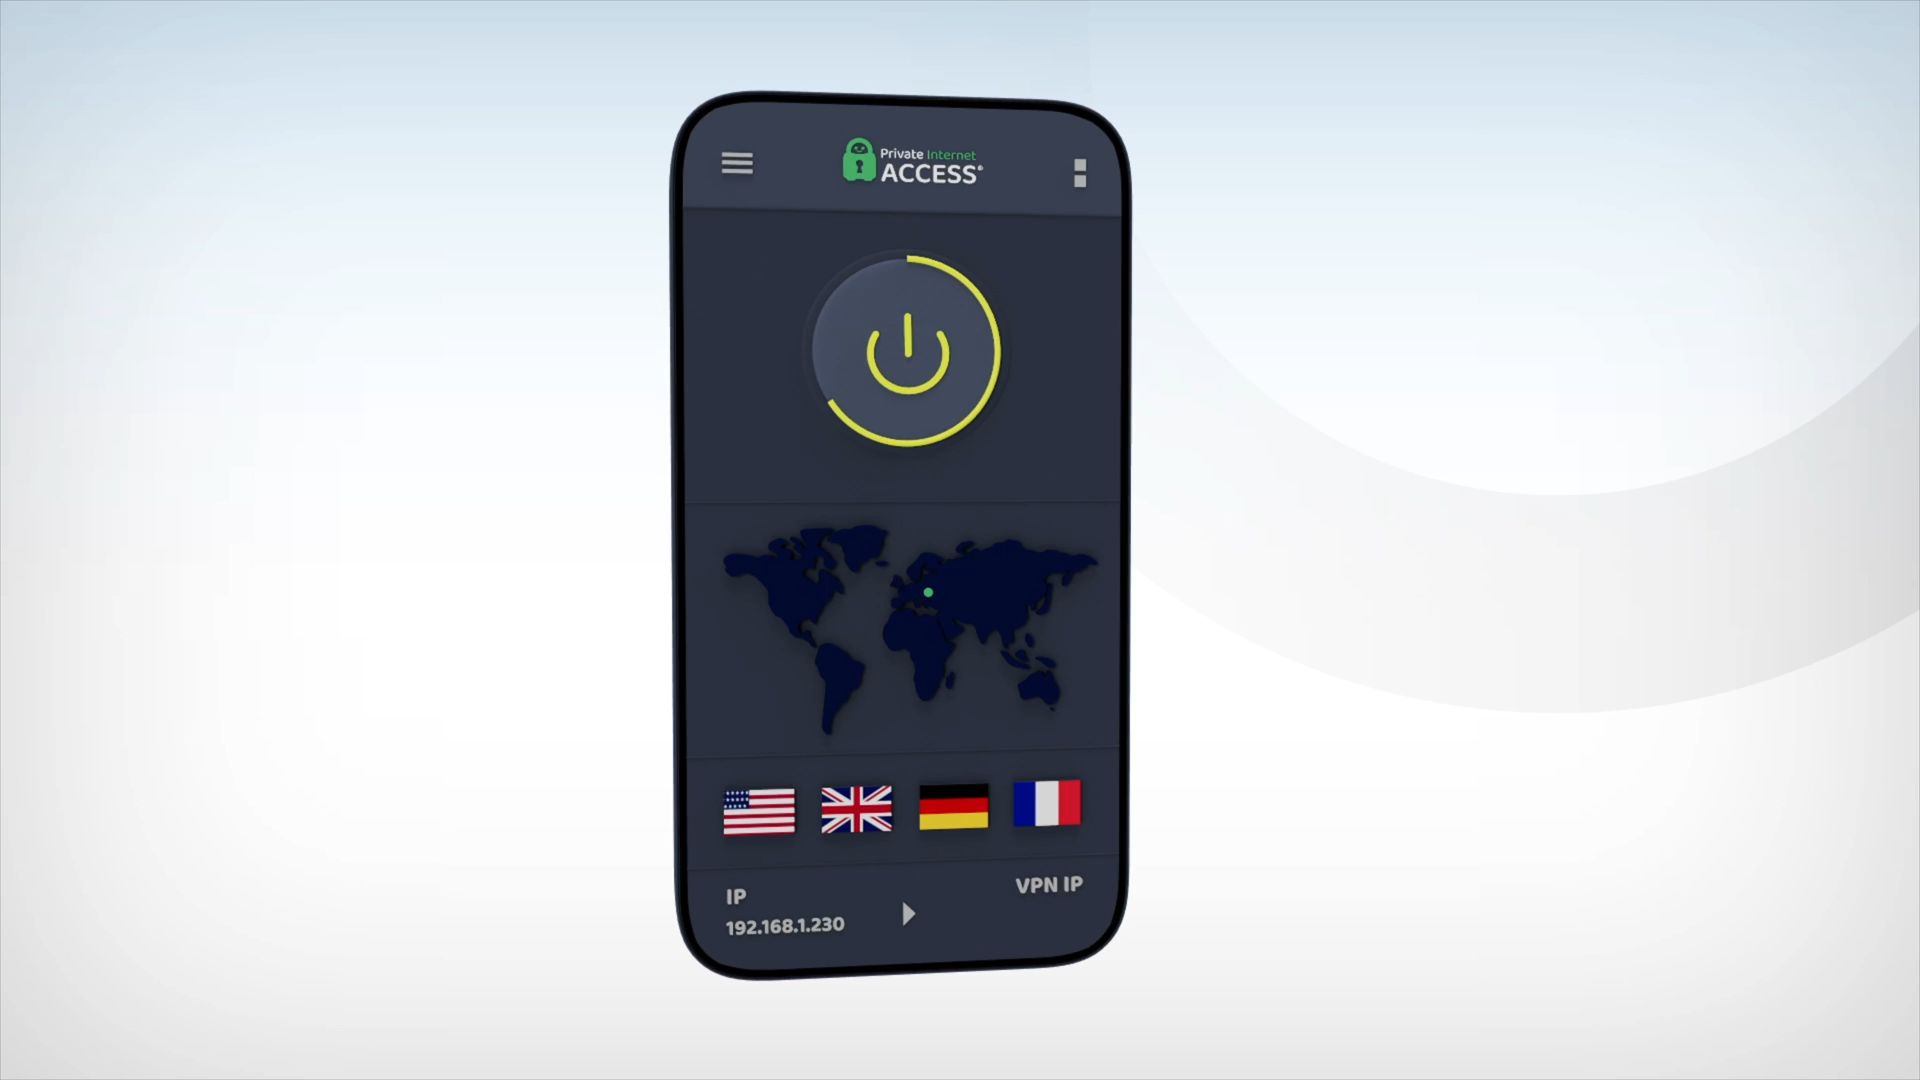 Private Internet
ACCESS®
IP
192.168.1.230
VPN IP